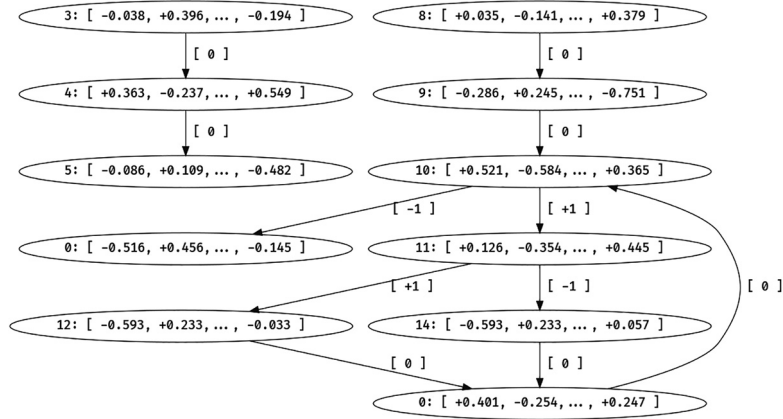 3: [ -0.038, +0.396,... , -0.194 ]
8: [ +0.035, -0.141,... , +0.379 ]
[ 0 ]
[ 0 ]
4: [ +0.363, -0.237,... , +0.549 ]
9: [ -0.286, +0.245,... , -0.751 ]
[ 0 ]
[ 0 ]
5: [ -0.086, +0.109,... , -0.482 ]
10: [ +0.521, -0.584,... , +0.365 ]
[ -1 ]
[ +1 ]
0: [ -0.516, +0.456,... , -0.145 ]
11: [ +0.126, -0.354,... , +0.445 ]
[ +1 ]
[ -1 ]
[ 0 ]
12: [ -0.593, +0.233,... , -0.033 ]
14: [ -0.593, +0.233,... , +0.057 ]
[ 0 ]
[ 0 ]
0: [ +0.401, -0.254,... , +0.247 ]